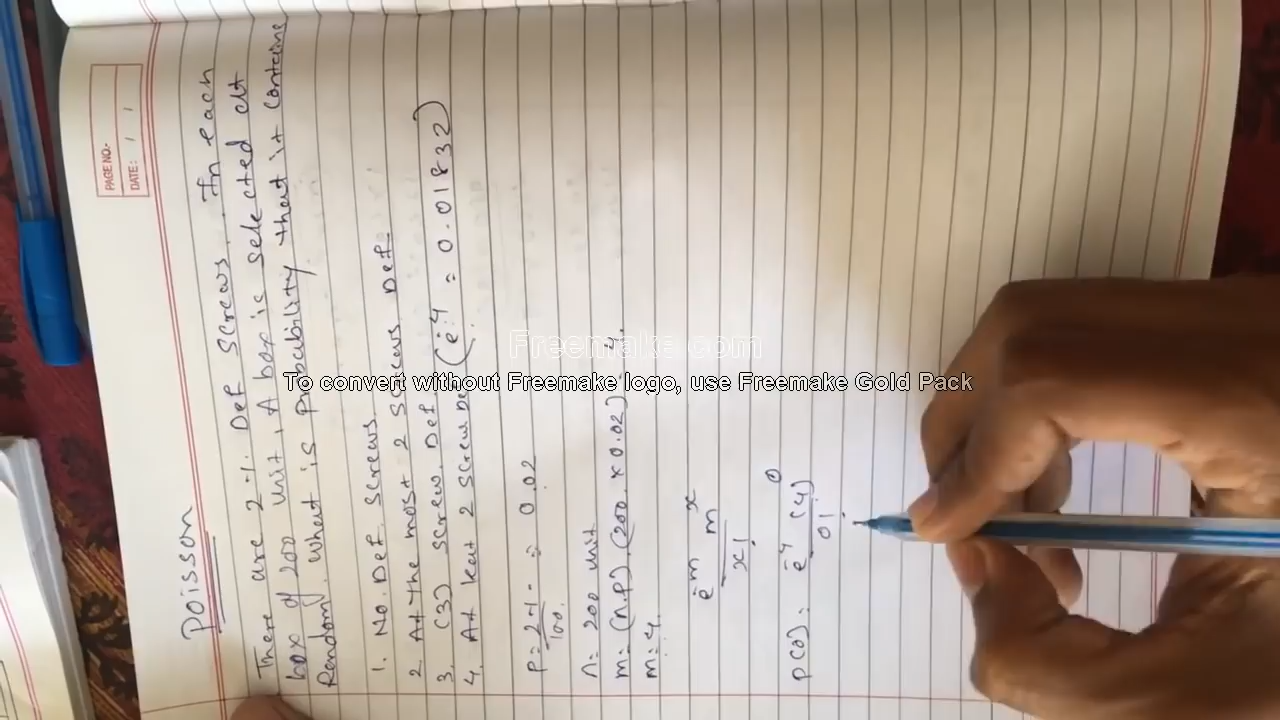 PAGE NO.-
DATE: / /
Poisson
There are 2 %. Def screws. In each
box of 200 unit, A box is selected at
Random. what is Probability that it contains
1. No. Def screws.
2. At the most 2 screws Def.
3. (3) screw. Def.
4. At least 2 screw Def (e⁻⁴ = 0.01832)
P = 2% = 0.02
100.
n = 200 unit
m = (n.p) (200 × 0.02) = 4.
m = 4.
e⁻ᵐ mˣ
x!
p(0) = e⁻⁴ (4)⁰
0!
Freemake.com
To convert without Freemake logo, use Freemake Gold Pack